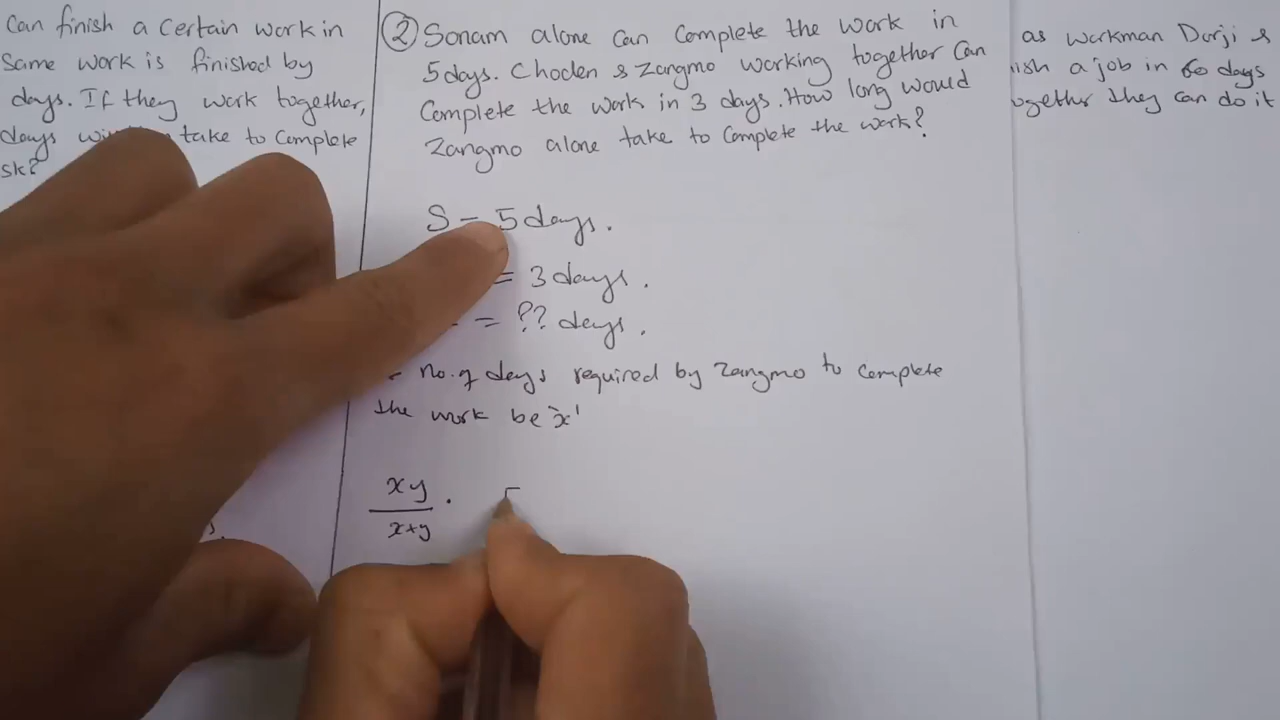 can finish a certain work in
Same work is finished by
days. If they work together,
days take to complete
sk?
② Sonam alone can complete the work in
5 days. Choden & Zangmo working together can
Complete the work in 3 days. How long would
Zangmo alone take to complete the work?
S - 5 days.
= 3 days.
= ?? days.
no. of days required by Zangmo to complete
the work be 'x'
xy
x+y
as workman Dorji &
ish a job in 60 days
ogether they can do it